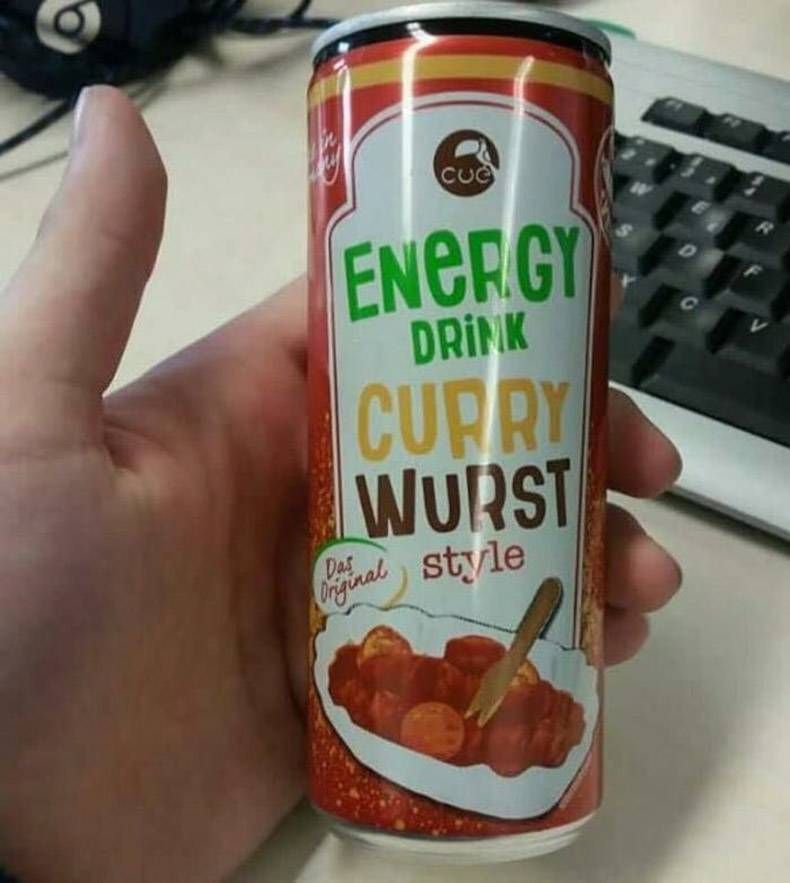 cue
ENeRGY
DRiNK
CURRY
WURST
style
Das
Original
W
E
R
S
D
F
C
V